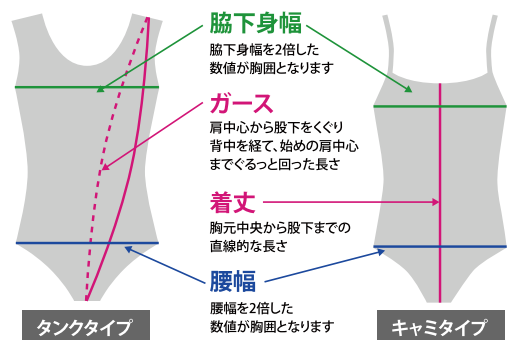 脇下身幅
脇下身幅を2倍した
数値が胸囲となります
ガース
肩中心から股下をくぐり
背中を経て、始めの肩中心
までぐるっと回った長さ
着丈
胸元中央から股下までの
直線的な長さ
腰幅
腰幅を2倍した
数値が胸囲となります
タンクタイプ
キャミタイプ